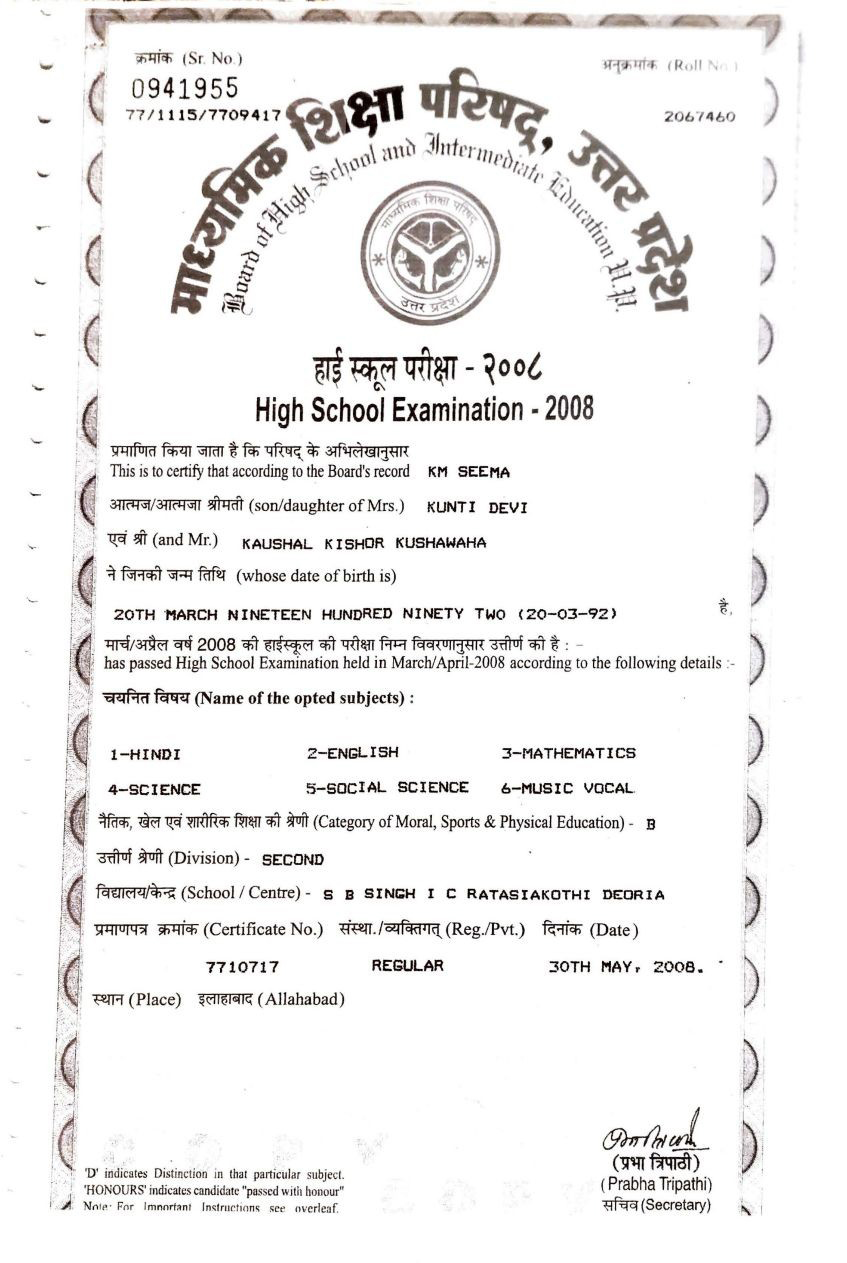 क्रमांक (Sr. No.)
अनुक्रमांक (Roll No.)
0941955
77/1115/7709417
2067460
माध्यमिक शिक्षा परिषद्, उत्तर प्रदेश
Board of High School and Intermediate Education U.P.
माध्यमिक शिक्षा परिषद्
उत्तर प्रदेश
हाई स्कूल परीक्षा - २००८
High School Examination - 2008
प्रमाणित किया जाता है कि परिषद् के अभिलेखानुसार
This is to certify that according to the Board's record KM SEEMA
आत्मज/आत्मजा श्रीमती (son/daughter of Mrs.) KUNTI DEVI
एवं श्री (and Mr.) KAUSHAL KISHOR KUSHAWAHA
ने जिनकी जन्म तिथि (whose date of birth is)
20TH MARCH NINETEEN HUNDRED NINETY TWO (20-03-92) है,
मार्च/अप्रैल वर्ष 2008 की हाईस्कूल की परीक्षा निम्न विवरणानुसार उत्तीर्ण की है : -
has passed High School Examination held in March/April-2008 according to the following details :-
चयनित विषय (Name of the opted subjects) :
1-HINDI 2-ENGLISH 3-MATHEMATICS
4-SCIENCE 5-SOCIAL SCIENCE 6-MUSIC VOCAL
नैतिक, खेल एवं शारीरिक शिक्षा की श्रेणी (Category of Moral, Sports & Physical Education) - B
उत्तीर्ण श्रेणी (Division) - SECOND
विद्यालय/केन्द्र (School / Centre) - S B SINGH I C RATASIAKOTHI DEORIA
प्रमाणपत्र क्रमांक (Certificate No.) संस्था./व्यक्तिगत् (Reg./Pvt.) दिनांक (Date)
7710717 REGULAR 30TH MAY, 2008.
स्थान (Place) इलाहाबाद (Allahabad)
COPY
COPY
(प्रभा त्रिपाठी)
(Prabha Tripathi)
सचिव (Secretary)
'D' indicates Distinction in that particular subject.
'HONOURS' indicates candidate "passed with honour"
Note: For Important Instructions see overleaf.